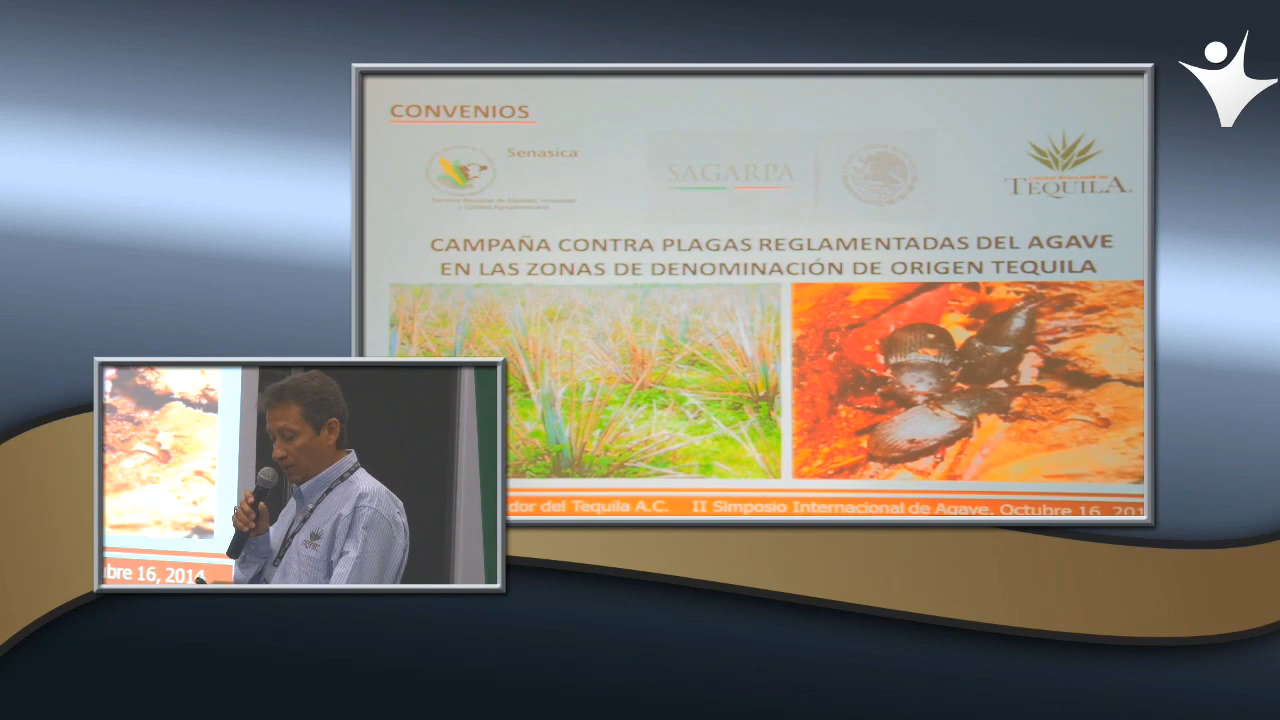 CONVENIOS
Senasica
SAGARPA
TEQUILA
CAMPAÑA CONTRA PLAGAS REGLAMENTADAS DEL AGAVE
EN LAS ZONAS DE DENOMINACIÓN DE ORIGEN TEQUILA
dor del Tequila A.C. II Simposio Internacional de Agave. Octubre 16, 201
bre 16, 2014